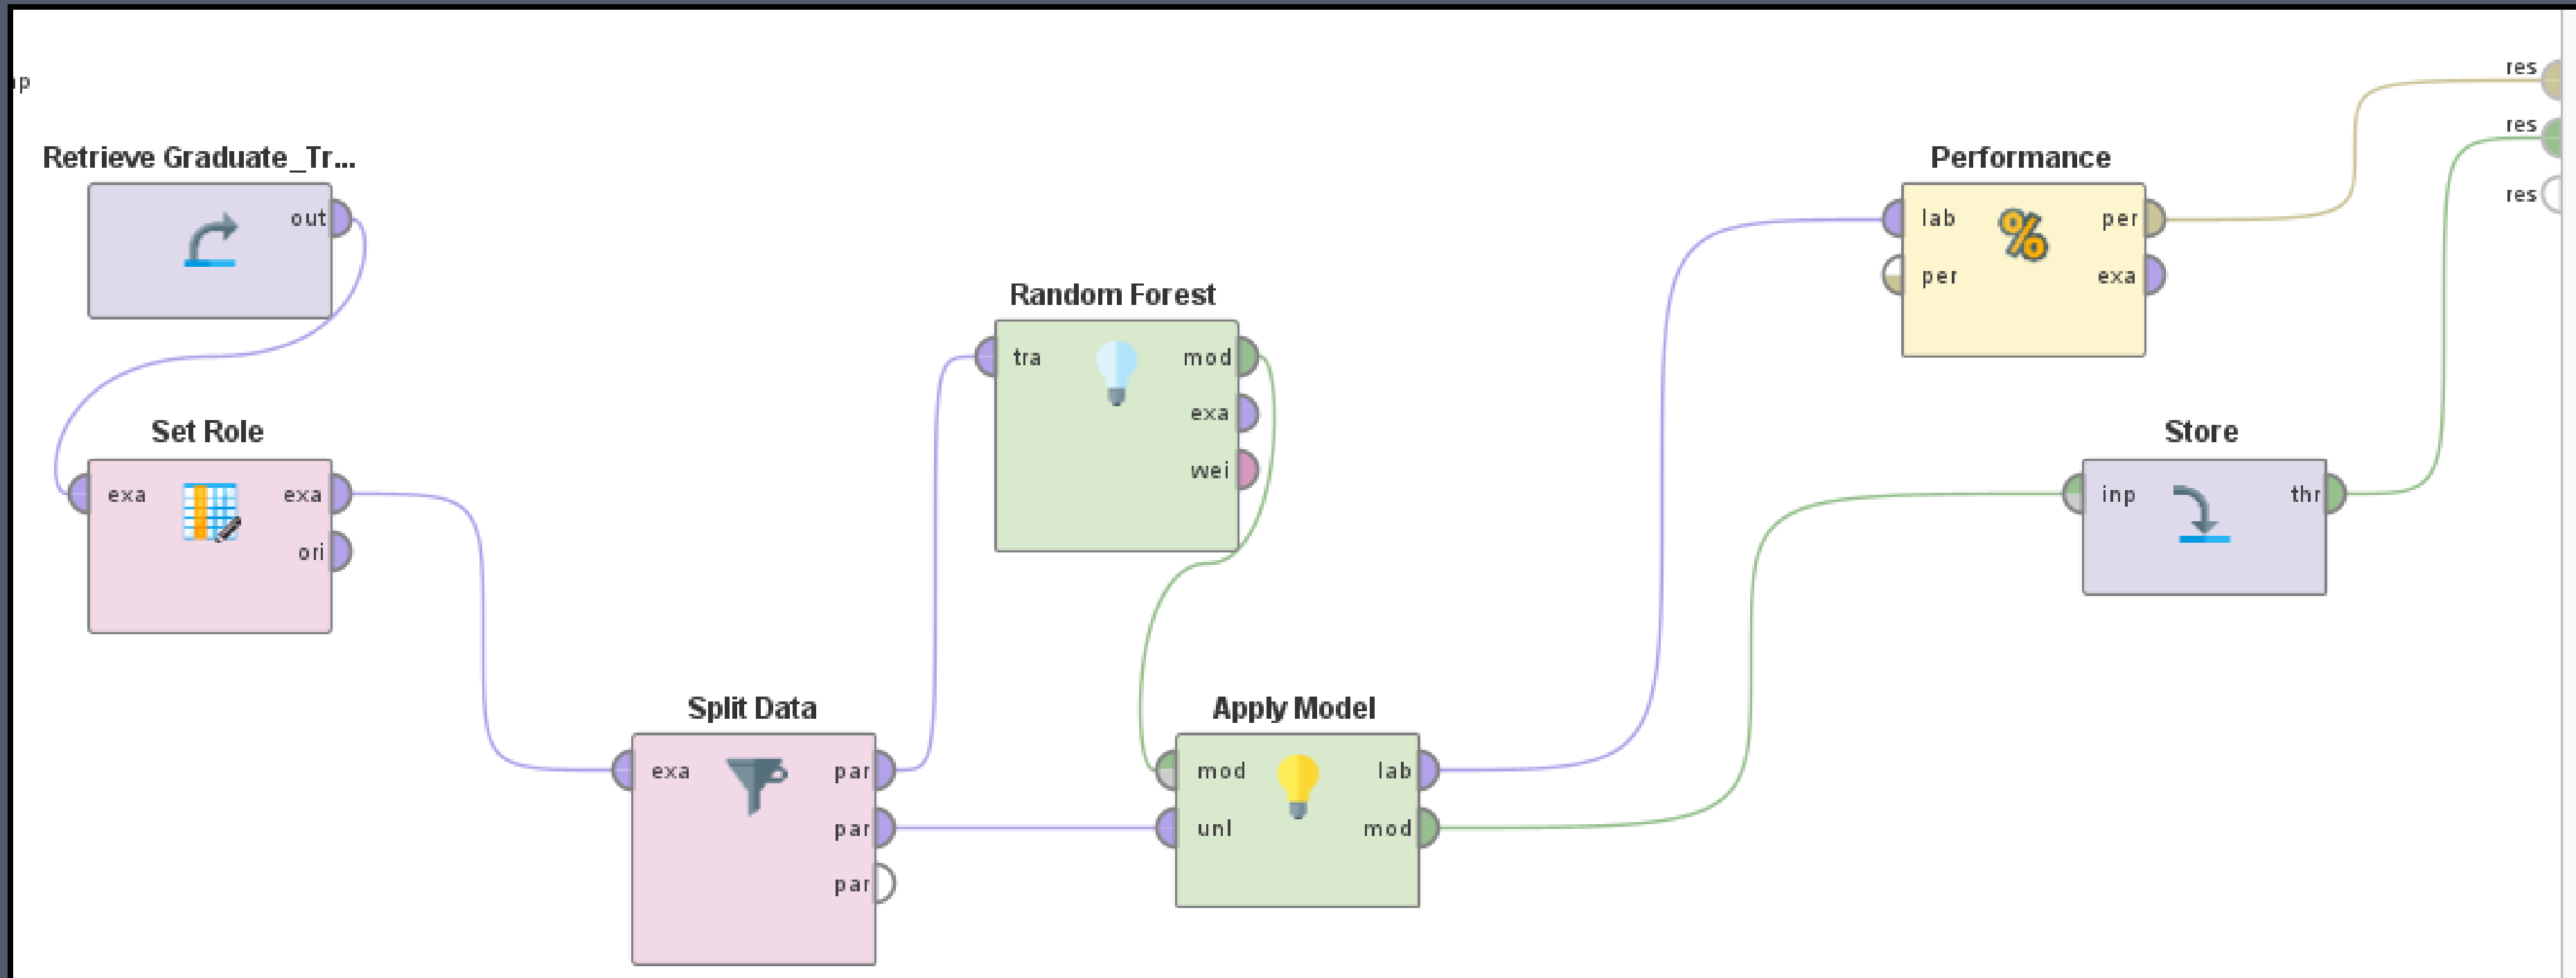 res
np
res
Retrieve Graduate_Tr...
Performance
res
out
lab per
per exa
Random Forest
tra mod
exa
wei
Set Role
Store
exa exa
ori
inp thr
Split Data
Apply Model
exa par
par
par
mod lab
unl mod